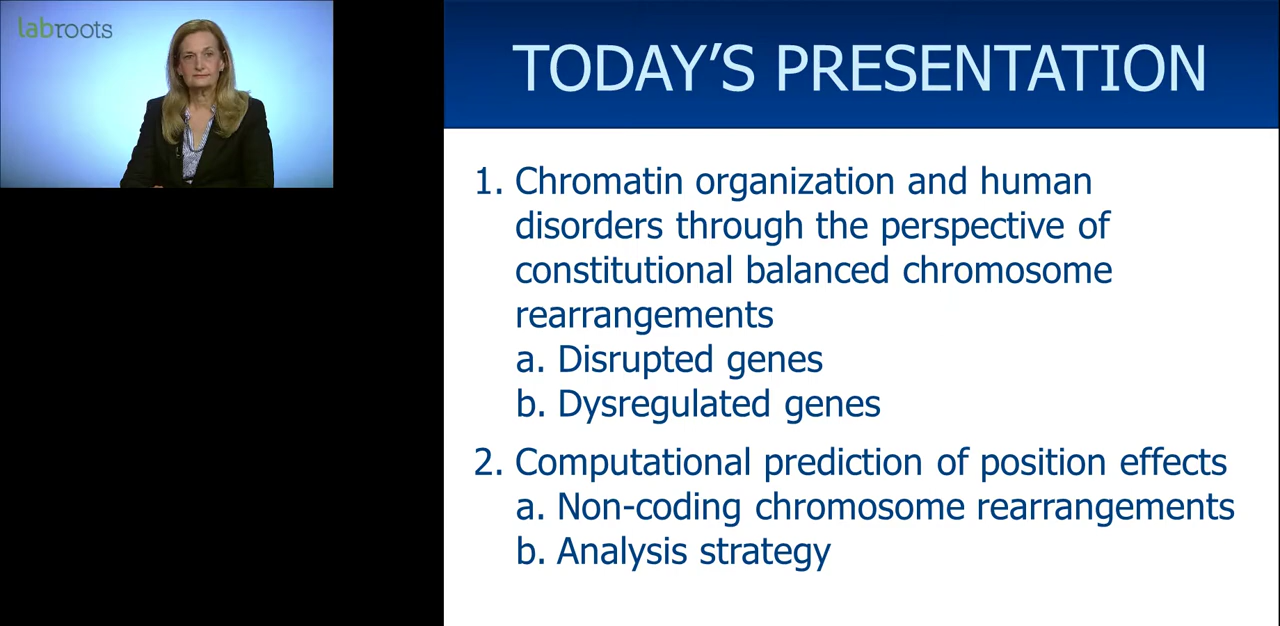 labroots
TODAY'S PRESENTATION
1. Chromatin organization and human
disorders through the perspective of
constitutional balanced chromosome
rearrangements
a. Disrupted genes
b. Dysregulated genes
2. Computational prediction of position effects
a. Non-coding chromosome rearrangements
b. Analysis strategy